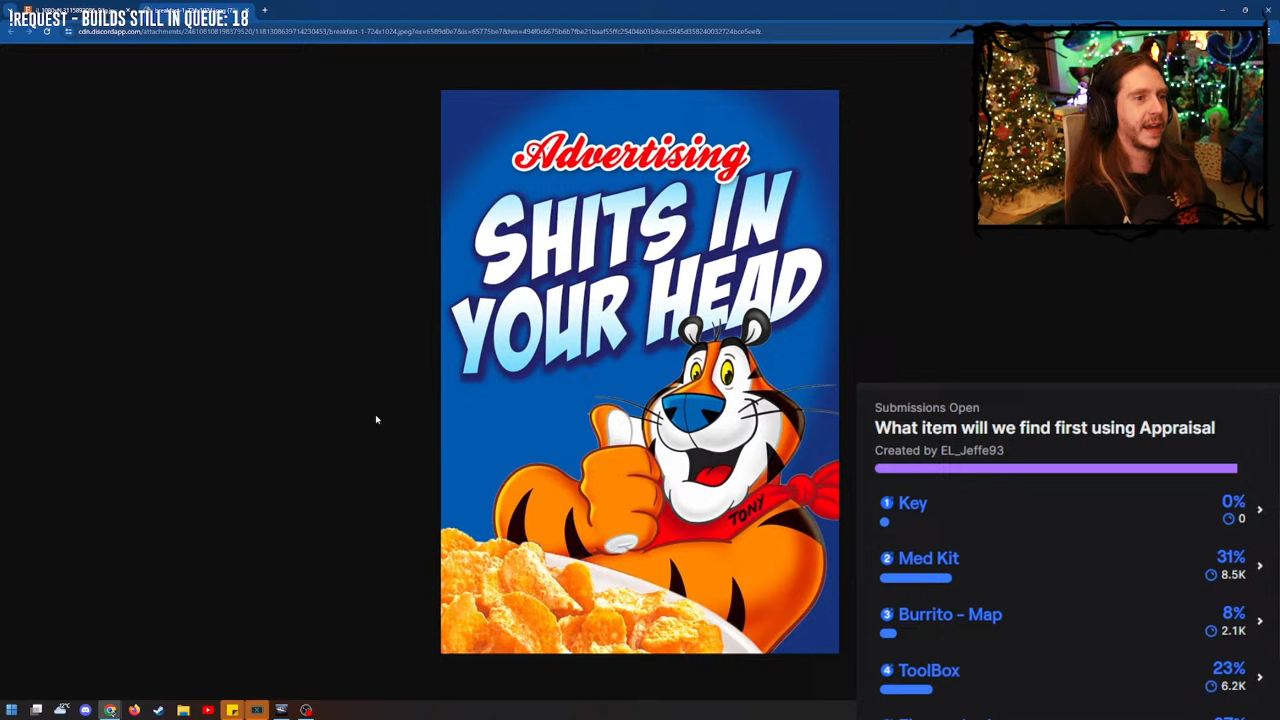 !REQUEST - BUILDS STILL IN QUEUE: 18
Advertising
SHITS IN
YOUR HEAD
TONY
Submissions Open
What item will we find first using Appraisal
Created by EL_Jeffe93
1 Key 0%
0
2 Med Kit 31%
8.5K
3 Burrito - Map 8%
2.1K
4 ToolBox 23%
6.2K